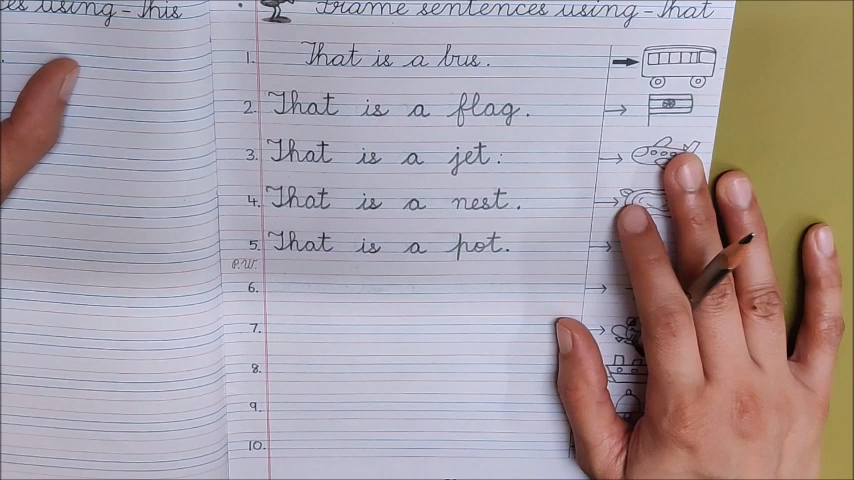 es using - This
Frame sentences using - That
1. That is a bus.
2. That is a flag.
3. That is a jet.
4. That is a nest.
5. That is a pot.
P.W.
6.
7.
8.
9.
10.